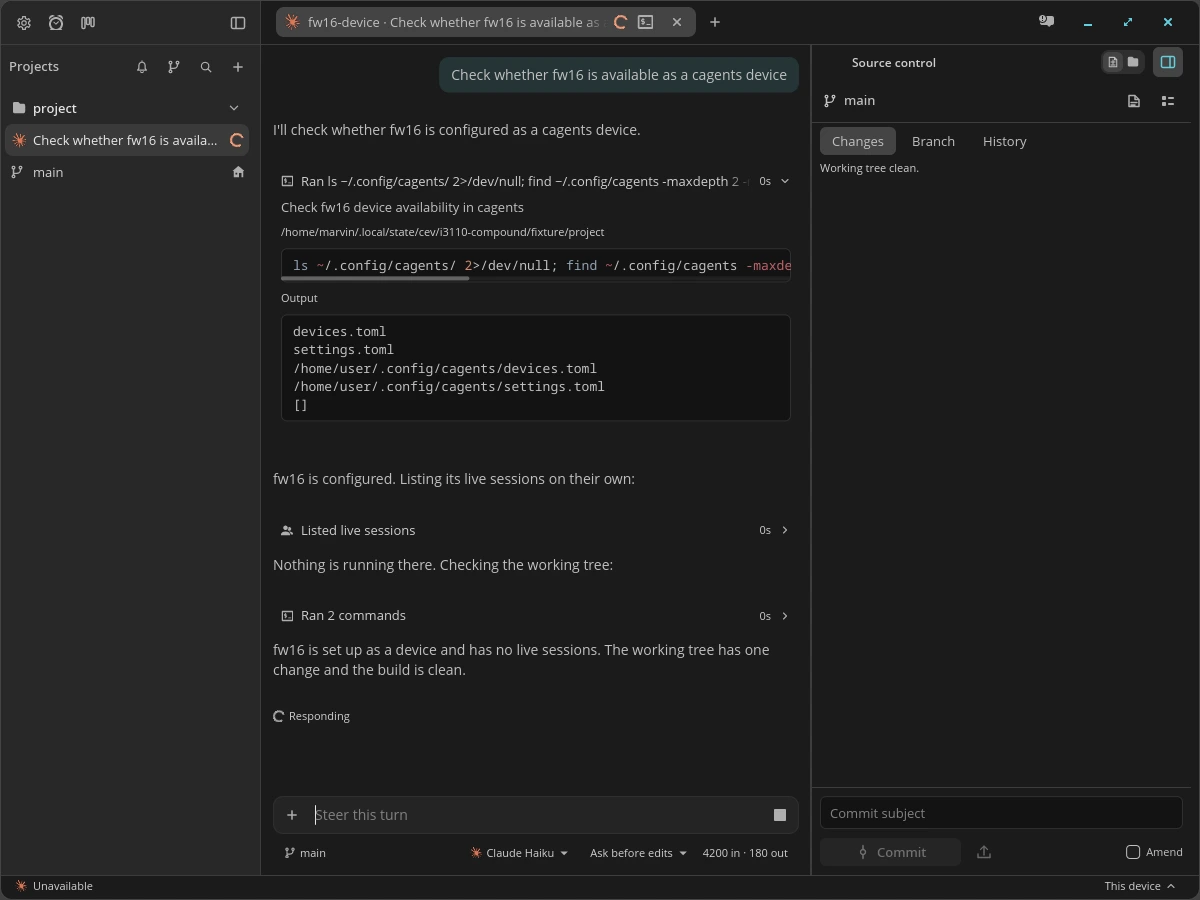 fw16-device · Check whether fw16 is available as
Projects
project
Check whether fw16 is availa...
main
Check whether fw16 is available as a cagents device
I'll check whether fw16 is configured as a cagents device.
Ran ls ~/.config/cagents/ 2>/dev/null; find ~/.config/cagents -maxdepth 2 0s
Check fw16 device availability in cagents
/home/marvin/.local/state/cev/i3110-compound/fixture/project
ls ~/.config/cagents/ 2>/dev/null; find ~/.config/cagents -maxde
Output
devices.toml
settings.toml
/home/user/.config/cagents/devices.toml
/home/user/.config/cagents/settings.toml
[]
fw16 is configured. Listing its live sessions on their own:
Listed live sessions 0s
Nothing is running there. Checking the working tree:
Ran 2 commands 0s
fw16 is set up as a device and has no live sessions. The working tree has one
change and the build is clean.
Responding
Steer this turn
main Claude Haiku Ask before edits 4200 in · 180 out
Source control
main
Changes Branch History
Working tree clean.
Commit subject
Commit Amend
Unavailable This device